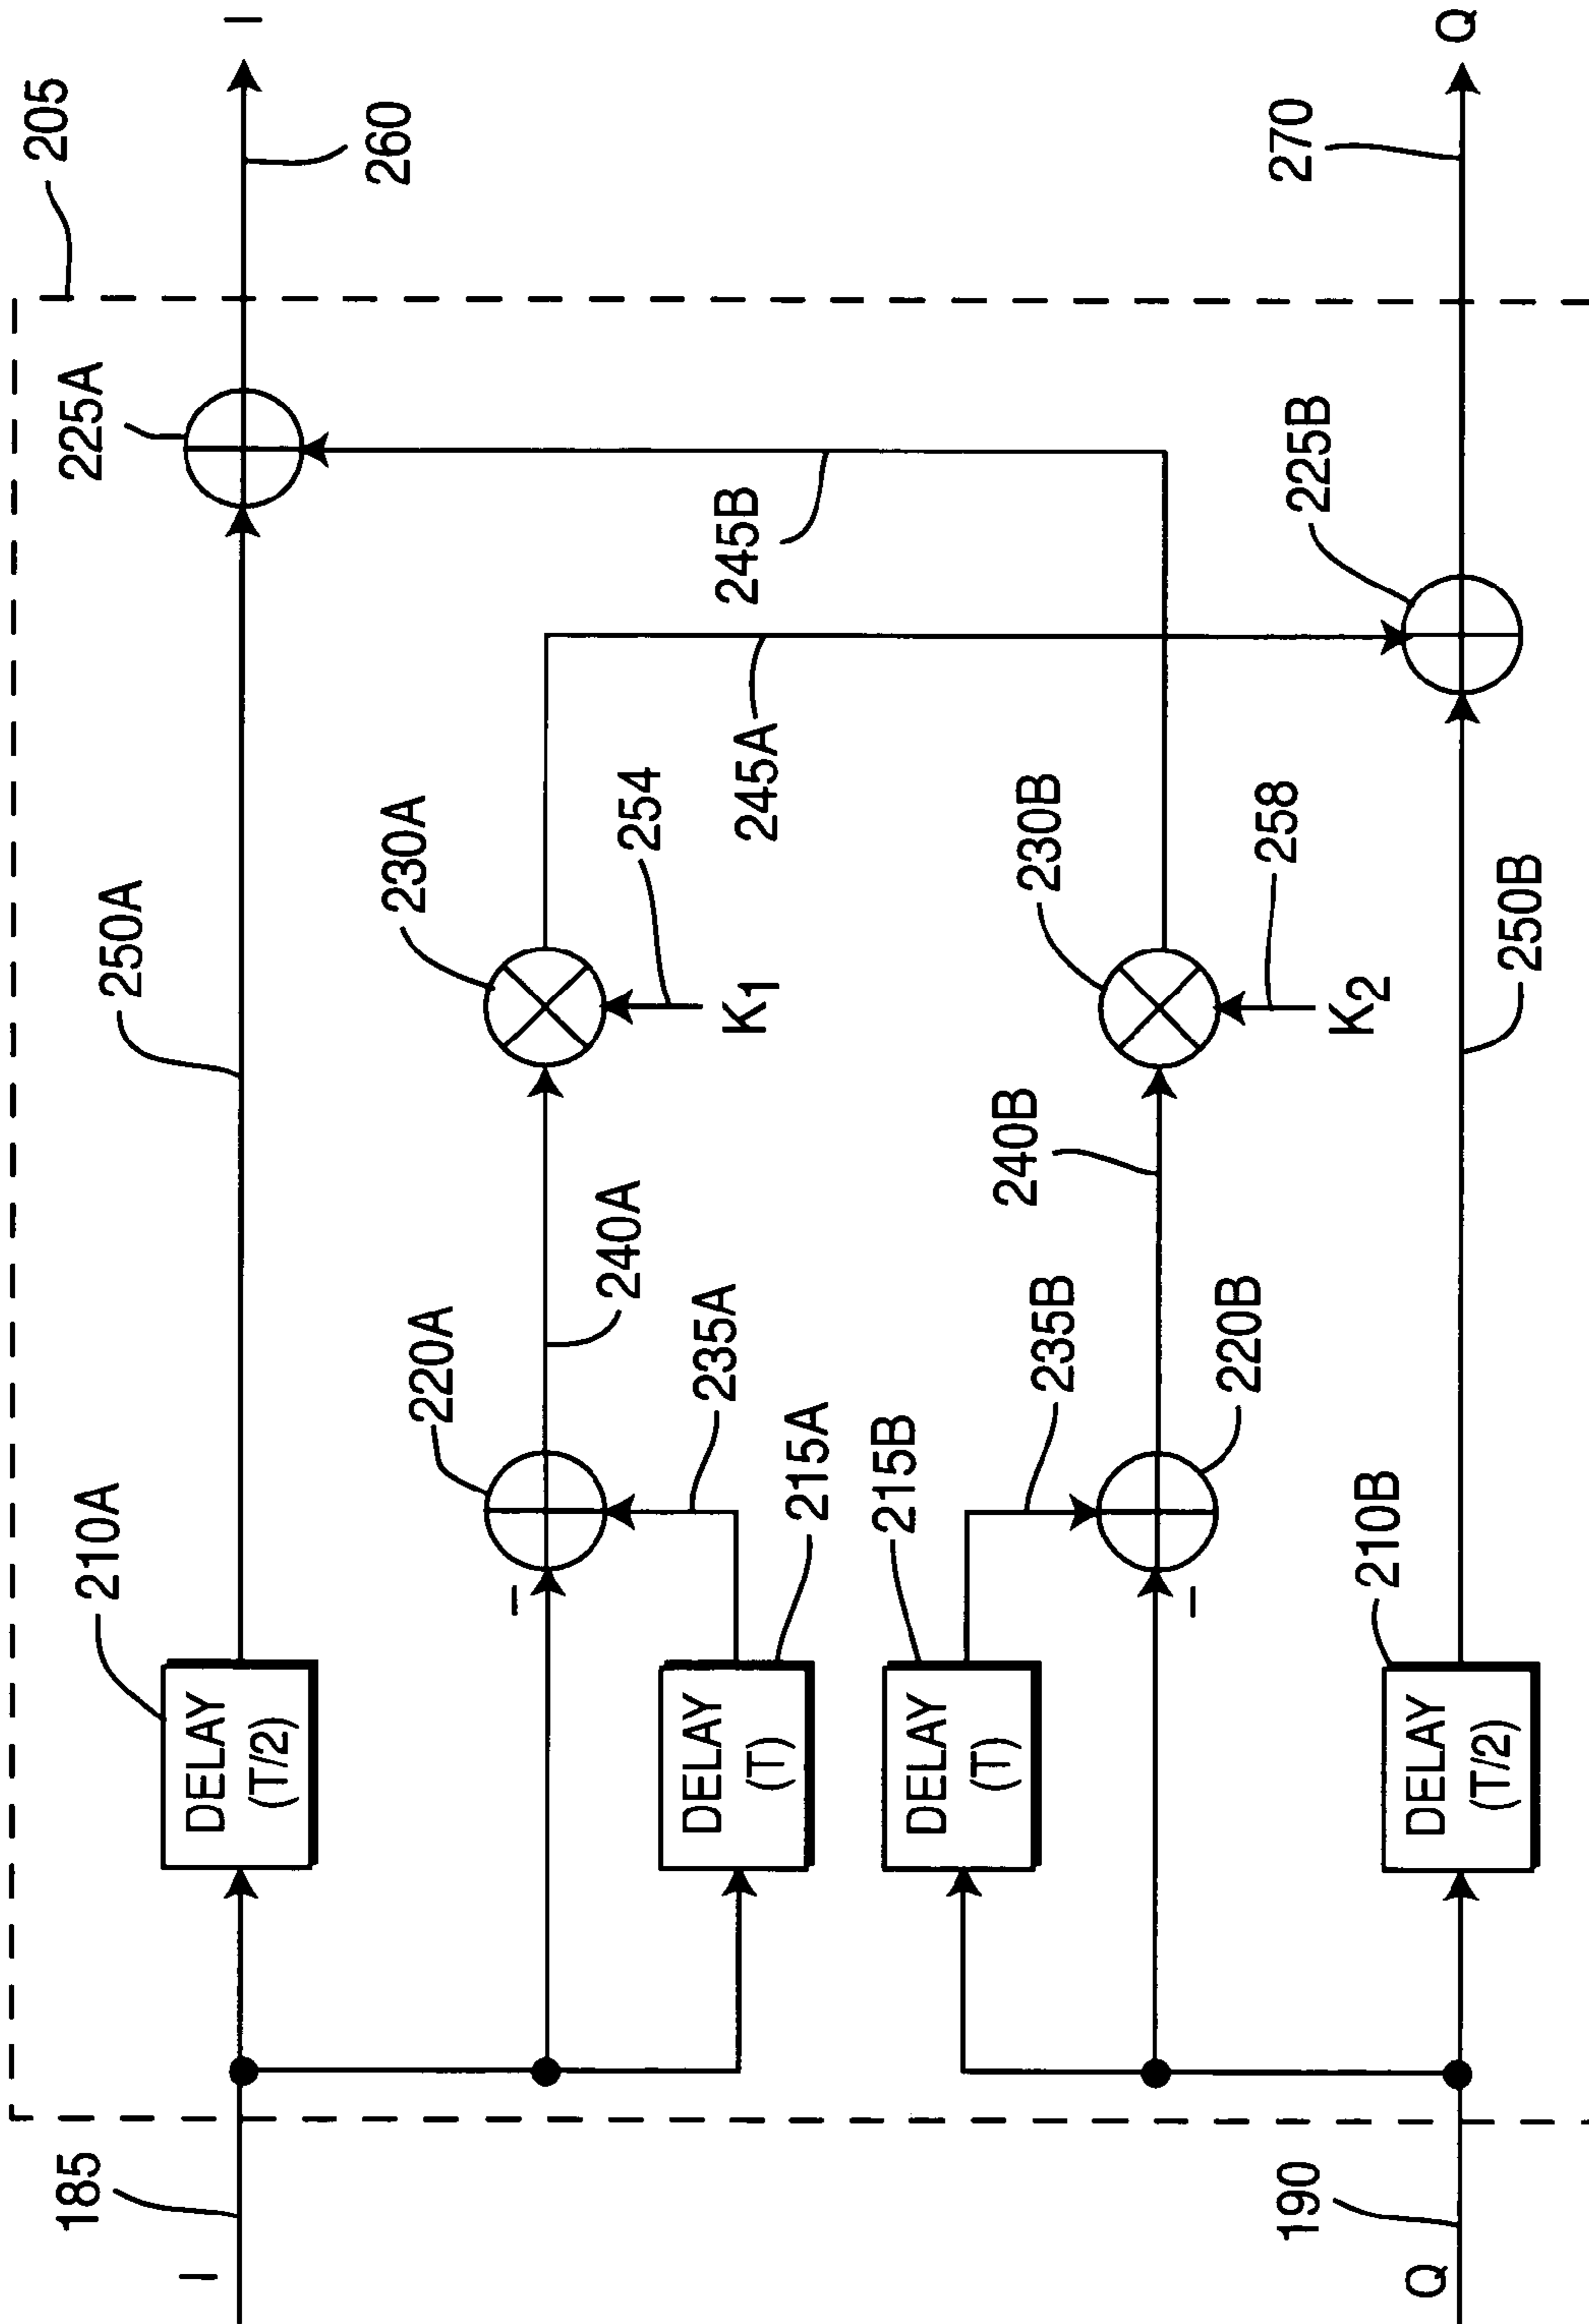 205
I
225A
260
250A
210A
DELAY
(T/2)
185
I
245B
245A
230A
254
K1
240A
220A
235A
215A
DELAY
(T)
Q
270
225B
230B
258
K2
250B
240B
235B
220B
215B
DELAY
(T)
210B
DELAY
(T/2)
190
Q
–
–